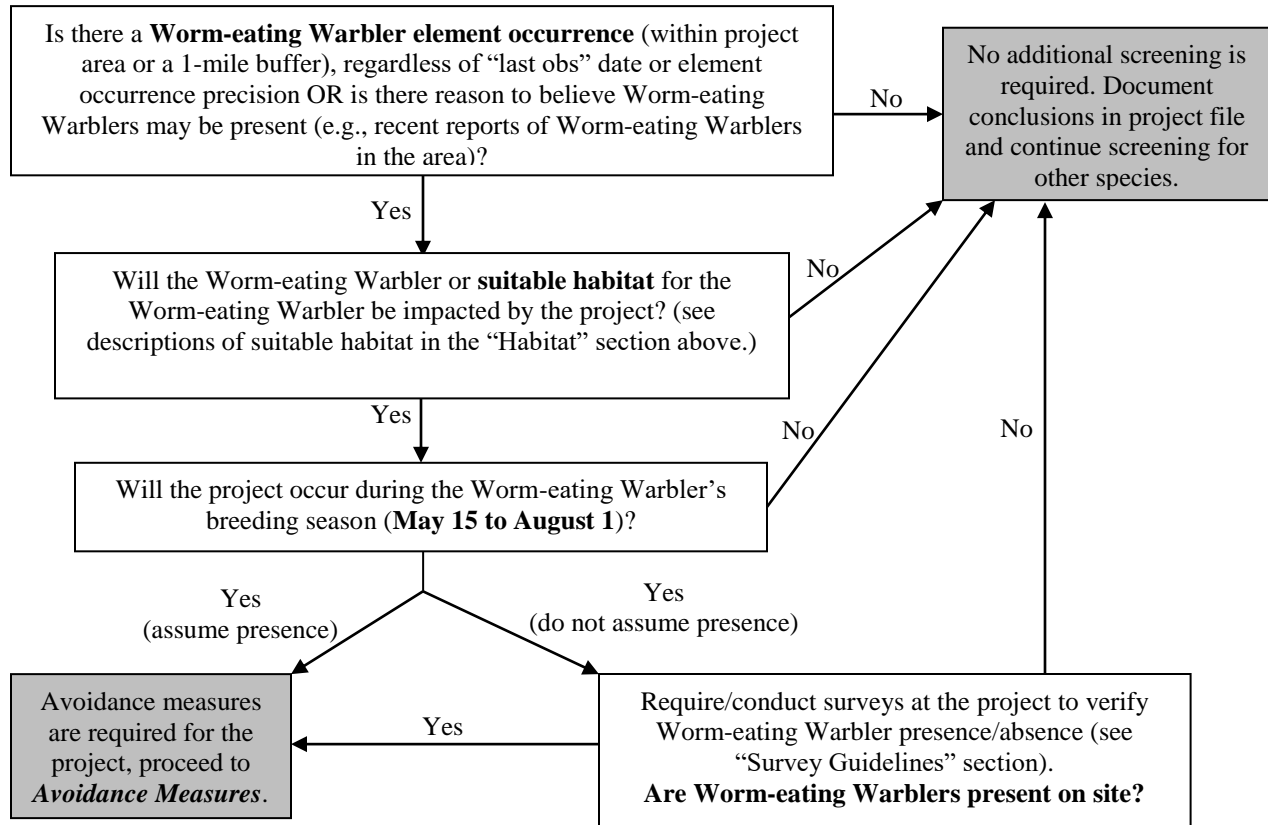 Is there a Worm-eating Warbler element occurrence (within project
area or a 1-mile buffer), regardless of “last obs” date or element
occurrence precision OR is there reason to believe Worm-eating
Warblers may be present (e.g., recent reports of Worm-eating Warblers
in the area)?
No
No additional screening is
required. Document
conclusions in project file
and continue screening for
other species.
Yes
Will the Worm-eating Warbler or suitable habitat for the
Worm-eating Warbler be impacted by the project? (see
descriptions of suitable habitat in the “Habitat” section above.)
No
Yes
No
No
Will the project occur during the Worm-eating Warbler’s
breeding season (May 15 to August 1)?
Yes
(assume presence)
Yes
(do not assume presence)
Avoidance measures
are required for the
project, proceed to
Avoidance Measures.
Yes
Require/conduct surveys at the project to verify
Worm-eating Warbler presence/absence (see
“Survey Guidelines” section).
Are Worm-eating Warblers present on site?